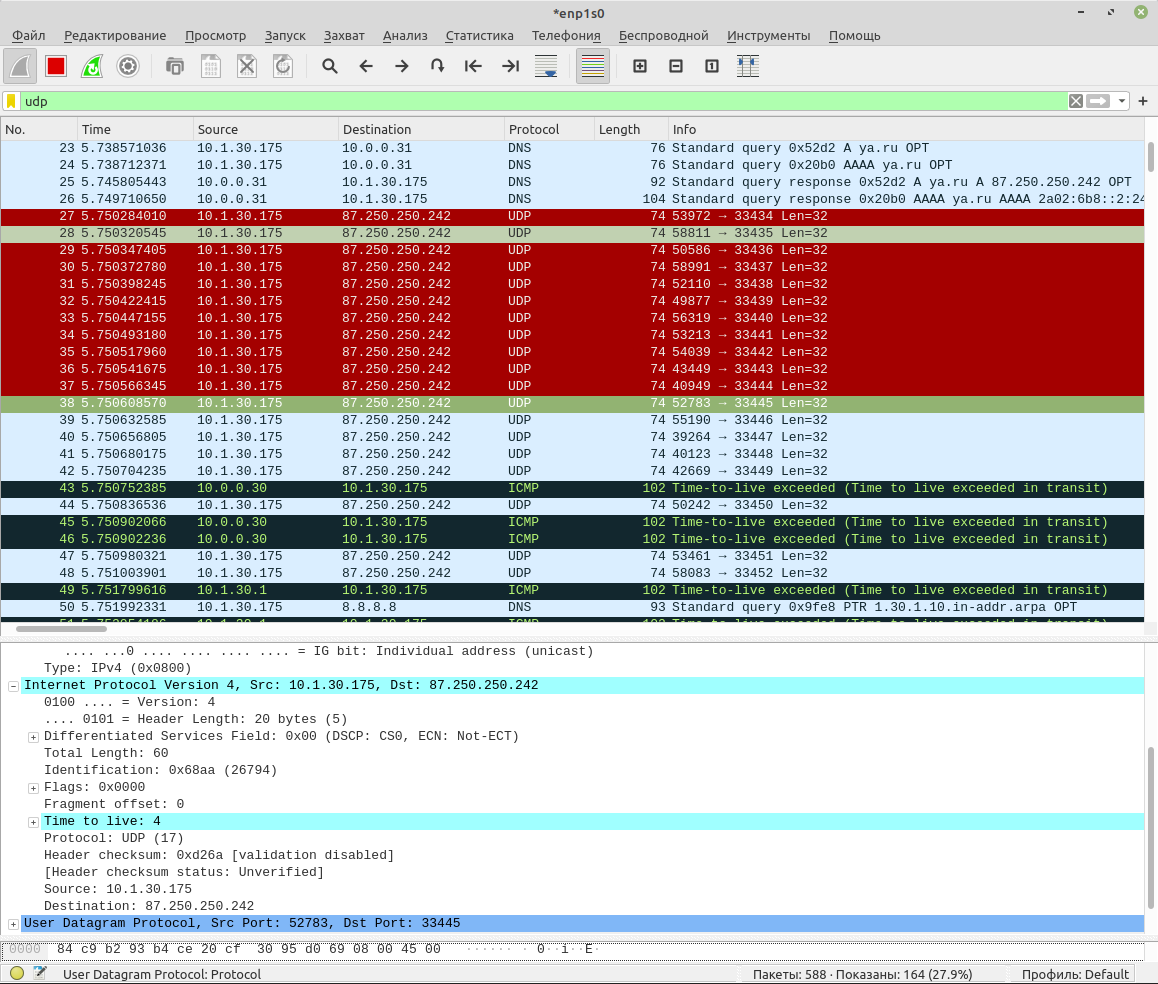 *enp1s0
Файл Редактирование Просмотр Запуск Захват Анализ Статистика Телефония Беспроводной Инструменты Помощь
udp
No. Time Source Destination Protocol Length Info
23 5.738571036 10.1.30.175 10.0.0.31 DNS 76 Standard query 0x52d2 A ya.ru OPT
24 5.738712371 10.1.30.175 10.0.0.31 DNS 76 Standard query 0x20b0 AAAA ya.ru OPT
25 5.745805443 10.0.0.31 10.1.30.175 DNS 92 Standard query response 0x52d2 A ya.ru A 87.250.250.242 OPT
26 5.749710650 10.0.0.31 10.1.30.175 DNS 104 Standard query response 0x20b0 AAAA ya.ru AAAA 2a02:6b8::2:24
27 5.750284010 10.1.30.175 87.250.250.242 UDP 74 53972 → 33434 Len=32
28 5.750320545 10.1.30.175 87.250.250.242 UDP 74 58811 → 33435 Len=32
29 5.750347405 10.1.30.175 87.250.250.242 UDP 74 50586 → 33436 Len=32
30 5.750372780 10.1.30.175 87.250.250.242 UDP 74 58991 → 33437 Len=32
31 5.750398245 10.1.30.175 87.250.250.242 UDP 74 52110 → 33438 Len=32
32 5.750422415 10.1.30.175 87.250.250.242 UDP 74 49877 → 33439 Len=32
33 5.750447155 10.1.30.175 87.250.250.242 UDP 74 56319 → 33440 Len=32
34 5.750493180 10.1.30.175 87.250.250.242 UDP 74 53213 → 33441 Len=32
35 5.750517960 10.1.30.175 87.250.250.242 UDP 74 54039 → 33442 Len=32
36 5.750541675 10.1.30.175 87.250.250.242 UDP 74 43449 → 33443 Len=32
37 5.750566345 10.1.30.175 87.250.250.242 UDP 74 40949 → 33444 Len=32
38 5.750608570 10.1.30.175 87.250.250.242 UDP 74 52783 → 33445 Len=32
39 5.750632585 10.1.30.175 87.250.250.242 UDP 74 55190 → 33446 Len=32
40 5.750656805 10.1.30.175 87.250.250.242 UDP 74 39264 → 33447 Len=32
41 5.750680175 10.1.30.175 87.250.250.242 UDP 74 40123 → 33448 Len=32
42 5.750704235 10.1.30.175 87.250.250.242 UDP 74 42669 → 33449 Len=32
43 5.750752385 10.0.0.30 10.1.30.175 ICMP 102 Time-to-live exceeded (Time to live exceeded in transit)
44 5.750836536 10.1.30.175 87.250.250.242 UDP 74 50242 → 33450 Len=32
45 5.750902066 10.0.0.30 10.1.30.175 ICMP 102 Time-to-live exceeded (Time to live exceeded in transit)
46 5.750902236 10.0.0.30 10.1.30.175 ICMP 102 Time-to-live exceeded (Time to live exceeded in transit)
47 5.750980321 10.1.30.175 87.250.250.242 UDP 74 53461 → 33451 Len=32
48 5.751003901 10.1.30.175 87.250.250.242 UDP 74 58083 → 33452 Len=32
49 5.751799616 10.1.30.1 10.1.30.175 ICMP 102 Time-to-live exceeded (Time to live exceeded in transit)
50 5.751992331 10.1.30.175 8.8.8.8 DNS 93 Standard query 0x9fe8 PTR 1.30.1.10.in-addr.arpa OPT
.... ...0 .... .... .... .... = IG bit: Individual address (unicast)
Type: IPv4 (0x0800)
Internet Protocol Version 4, Src: 10.1.30.175, Dst: 87.250.250.242
0100 .... = Version: 4
.... 0101 = Header Length: 20 bytes (5)
Differentiated Services Field: 0x00 (DSCP: CS0, ECN: Not-ECT)
Total Length: 60
Identification: 0x68aa (26794)
Flags: 0x0000
Fragment offset: 0
Time to live: 4
Protocol: UDP (17)
Header checksum: 0xd26a [validation disabled]
[Header checksum status: Unverified]
Source: 10.1.30.175
Destination: 87.250.250.242
User Datagram Protocol, Src Port: 52783, Dst Port: 33445
0000 84 c9 b2 93 b4 ce 20 cf 30 95 d0 69 08 00 45 00 ······ · 0··i··E·
User Datagram Protocol: Protocol Пакеты: 588 · Показаны: 164 (27.9%) Профиль: Default